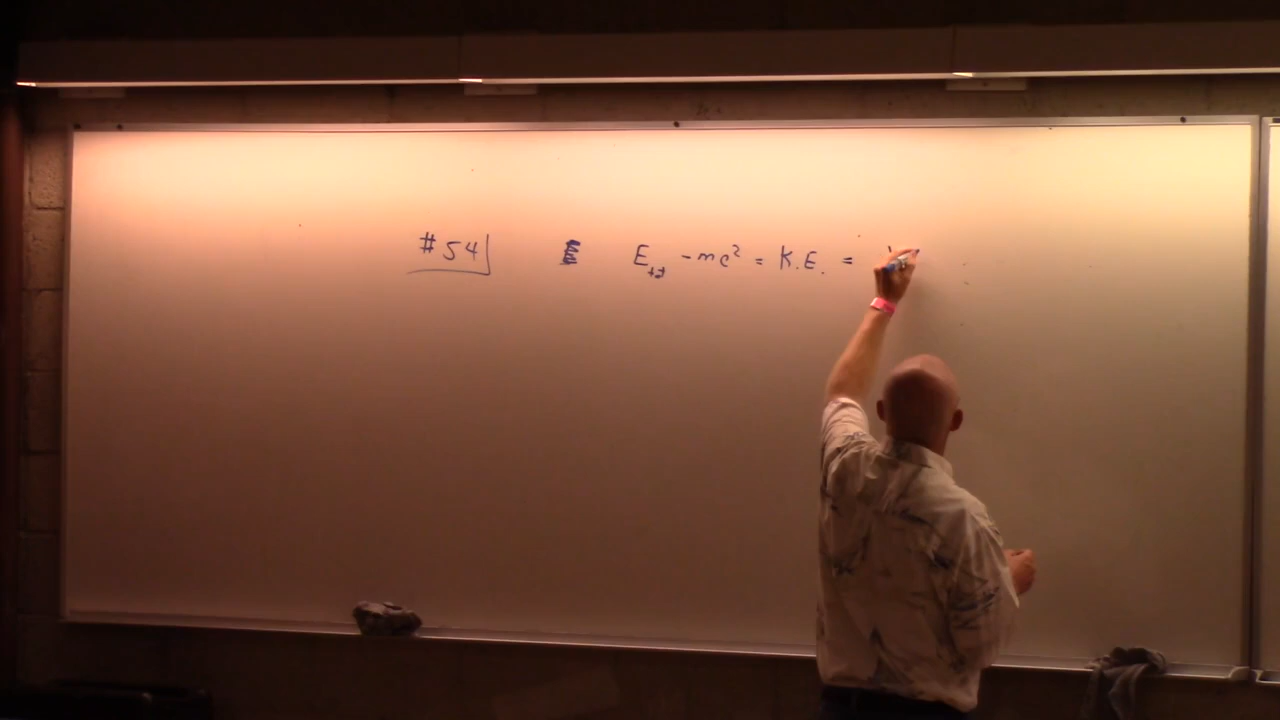 #54 E_tot - mc² = K.E. =